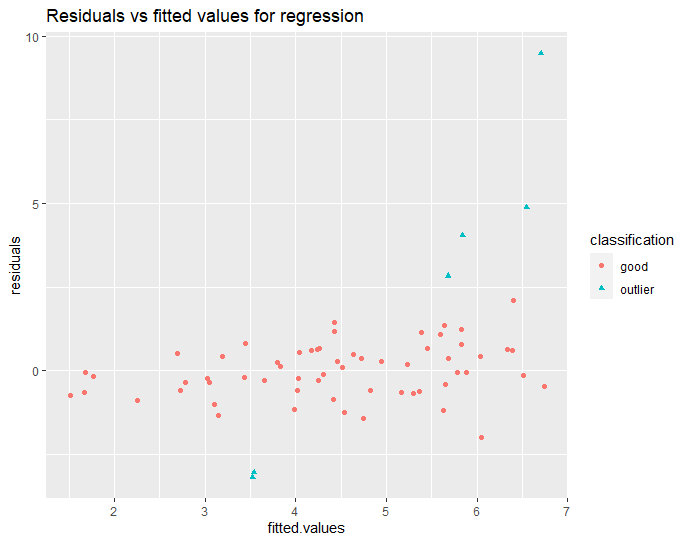 Residuals vs fitted values for regression
10
5
0
residuals
2 3 4 5 6 7
fitted.values
classification
good
outlier